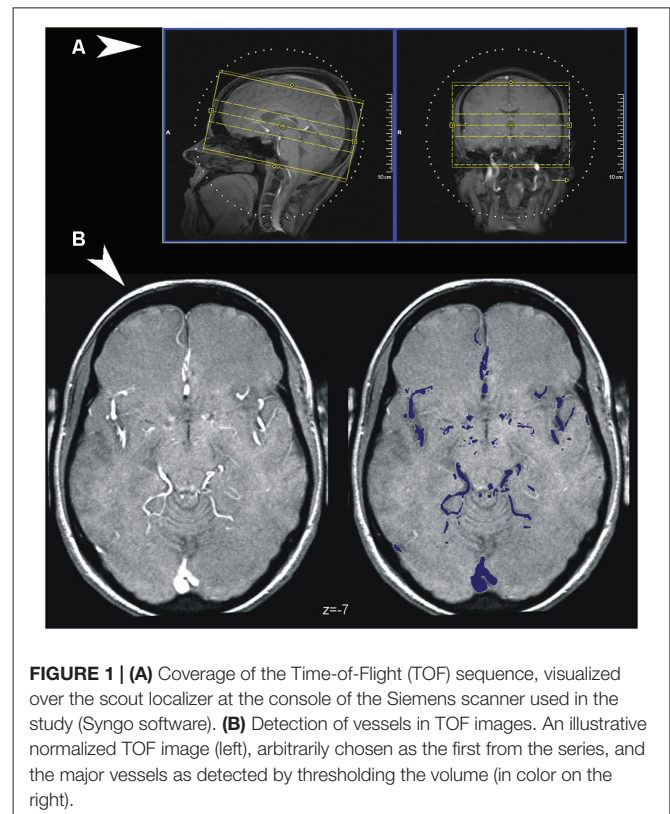 A
A
10 cm
R
10 cm
B
z=-7
FIGURE 1 | (A) Coverage of the Time-of-Flight (TOF) sequence, visualized
over the scout localizer at the console of the Siemens scanner used in the
study (Syngo software). (B) Detection of vessels in TOF images. An illustrative
normalized TOF image (left), arbitrarily chosen as the first from the series, and
the major vessels as detected by thresholding the volume (in color on the
right).